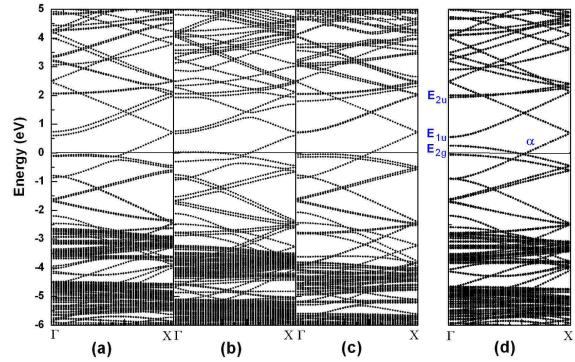 Energy (eV)
5
4
3
2
1
0
-1
-2
-3
-4
-5
-6
E2u
E1u
E2g
α
Γ X Γ X Γ X Γ X
(a) (b) (c) (d)